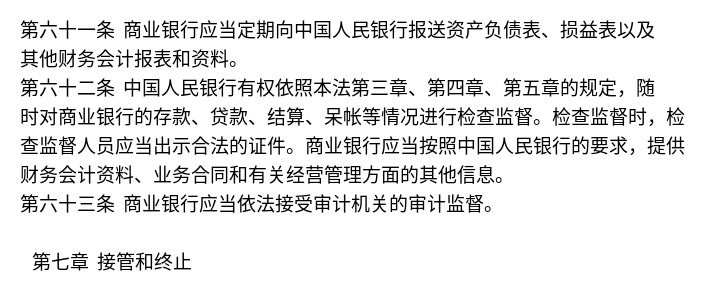 第六十一条 商业银行应当定期向中国人民银行报送资产负债表、损益表以及
其他财务会计报表和资料。
第六十二条 中国人民银行有权依照本法第三章、第四章、第五章的规定，随
时对商业银行的存款、贷款、结算、呆帐等情况进行检查监督。检查监督时，检
查监督人员应当出示合法的证件。商业银行应当按照中国人民银行的要求，提供
财务会计资料、业务合同和有关经营管理方面的其他信息。
第六十三条 商业银行应当依法接受审计机关的审计监督。
第七章 接管和终止